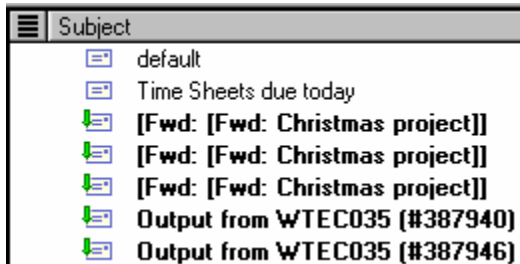 Subject
default
Time Sheets due today
[Fwd: [Fwd: Christmas project]]
[Fwd: [Fwd: Christmas project]]
[Fwd: [Fwd: Christmas project]]
Output from WTEC035 (#387940)
Output from WTEC035 (#387946)